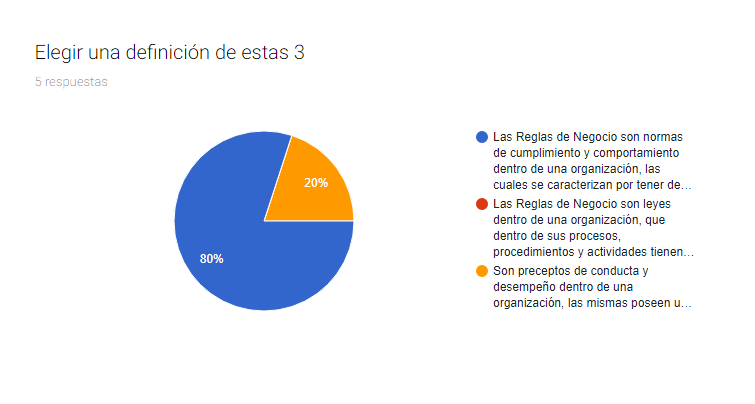 Elegir una definición de estas 3
5 respuestas
20%
80%
Las Reglas de Negocio son normas
de cumplimiento y comportamiento
dentro de una organización, las
cuales se caracterizan por tener de…
Las Reglas de Negocio son leyes
dentro de una organización, que
dentro de sus procesos,
procedimientos y actividades tienen…
Son preceptos de conducta y
desempeño dentro de una
organización, las mismas poseen u…